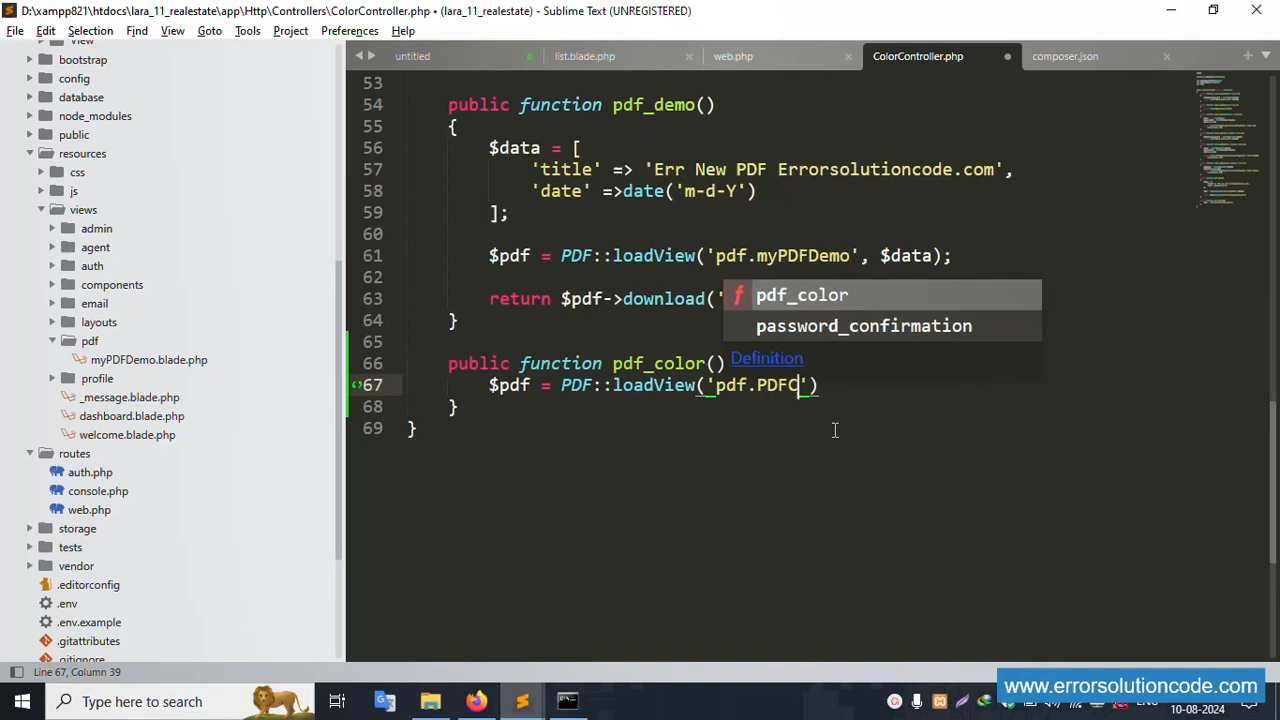 D:\xampp821\htdocs\lara_11_realestate\app\Http\Controllers\ColorController.php • (lara_11_realestate) - Sublime Text (UNREGISTERED)
File Edit Selection Find View Goto Tools Project Preferences Help
view
bootstrap
config
database
node_modules
public
resources
css
js
views
admin
agent
auth
components
email
layouts
pdf
myPDFDemo.blade.php
profile
_message.blade.php
dashboard.blade.php
welcome.blade.php
routes
auth.php
console.php
web.php
storage
tests
vendor
.editorconfig
.env
.env.example
.gitattributes
.gitignore
untitled list.blade.php web.php ColorController.php composer.json
53
54 public function pdf_demo()
55 {
56 $data = [
57 'title' => 'Err New PDF Errorsolutioncode.com',
58 'date' =>date('m-d-Y')
59 ];
60
61 $pdf = PDF::loadView('pdf.myPDFDemo', $data);
62
63 return $pdf->download('
64 }
65
66 public function pdf_color()
67 $pdf = PDF::loadView('pdf.PDFC')
68 }
69 }
f pdf_color
password_confirmation
Definition
Line 67, Column 39
Type here to search
ENG
10-08-2024
www.errorsolutioncode.com